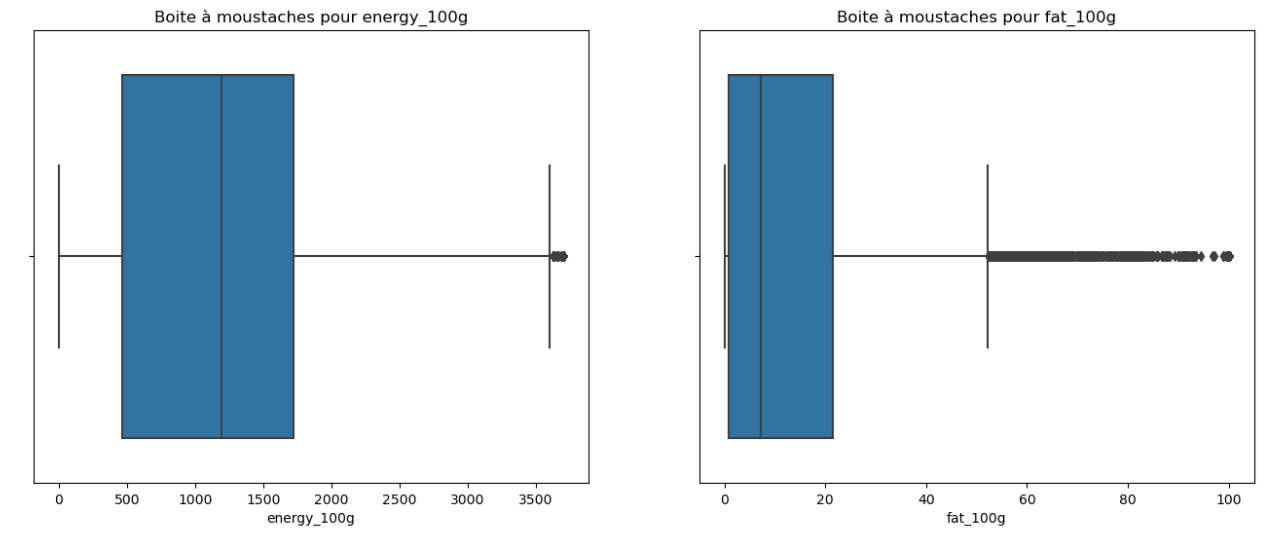 Boite à moustaches pour energy_100g
0 500 1000 1500 2000 2500 3000 3500
energy_100g
Boite à moustaches pour fat_100g
0 20 40 60 80 100
fat_100g